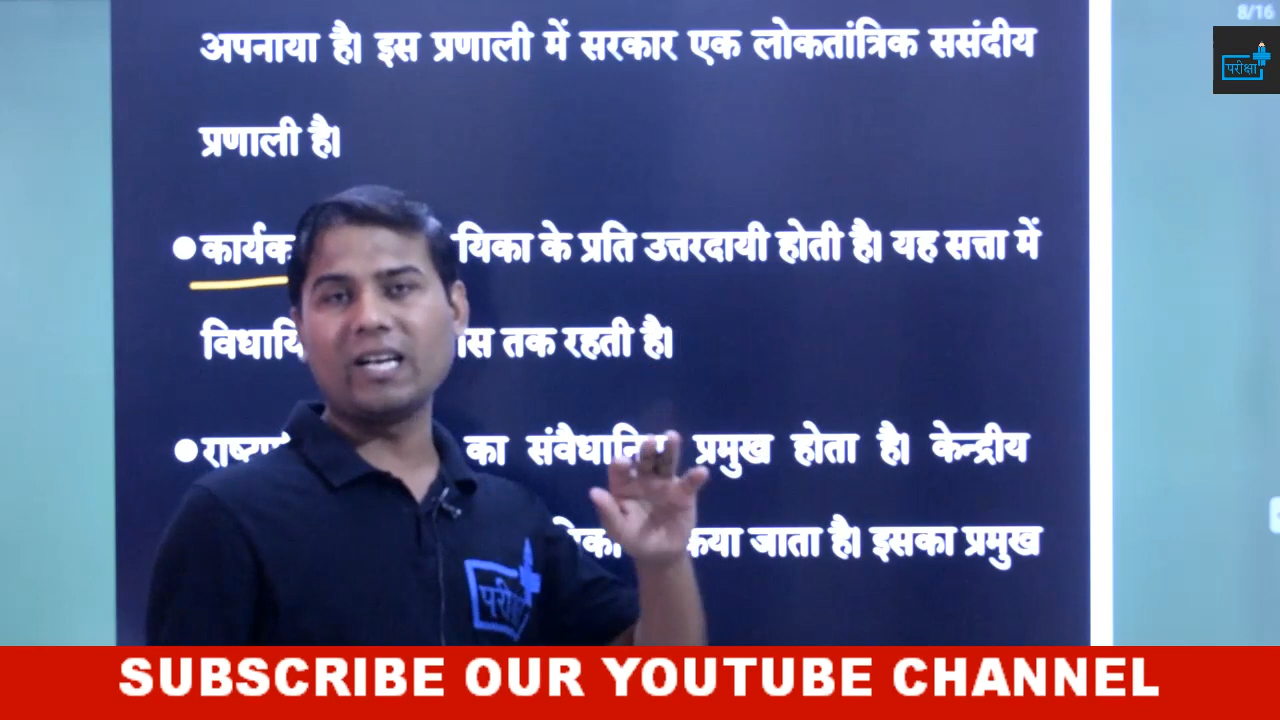 8/16
परीक्षा
अपनाया है। इस प्रणाली में सरकार एक लोकतांत्रिक ससंदीय
प्रणाली है।
के प्रति उत्तरदायी होती है। यह सत्ता में
तक रहती है।
का प्रमुख होता है। केन्द्रीय
जाता है। इसका प्रमुख
परीक्षा
SUBSCRIBE OUR YOUTUBE CHANNEL